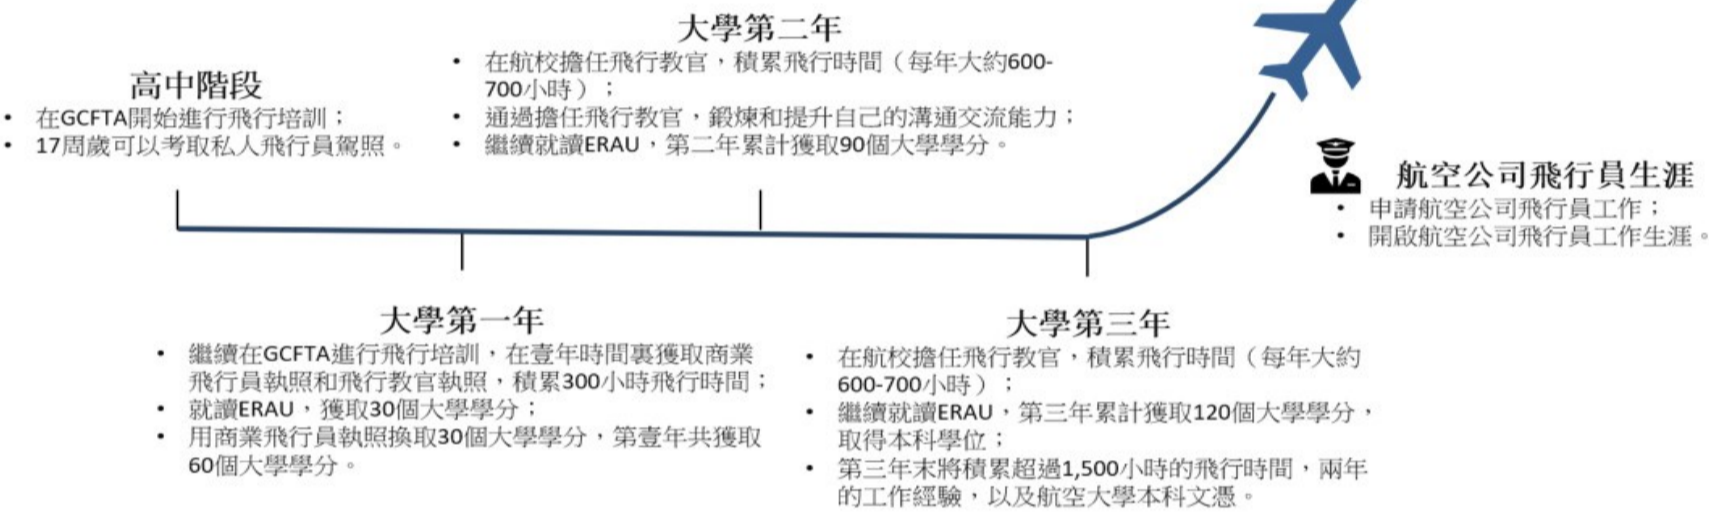 高中階段
• 在GCFTA開始進行飛行培訓；
• 17周歲可以考取私人飛行員駕照。
大學第一年
• 繼續在GCFTA進行飛行培訓，在壹年時間裏獲取商業
飛行員執照和飛行教官執照，積累300小時飛行時間；
• 就讀ERAU，獲取30個大學學分；
• 用商業飛行員執照換取30個大學學分，第壹年共獲取
60個大學學分。
大學第二年
• 在航校擔任飛行教官，積累飛行時間（每年大約600-
700小時）；
• 通過擔任飛行教官，鍛煉和提升自己的溝通交流能力；
• 繼續就讀ERAU，第二年累計獲取90個大學學分。
大學第三年
• 在航校擔任飛行教官，積累飛行時間（每年大約
600-700小時）；
• 繼續就讀ERAU，第三年累計獲取120個大學學分，
取得本科學位；
• 第三年末將積累超過1,500小時的飛行時間，兩年
的工作經驗，以及航空大學本科文憑。
航空公司飛行員生涯
• 申請航空公司飛行員工作；
• 開啟航空公司飛行員工作生涯。